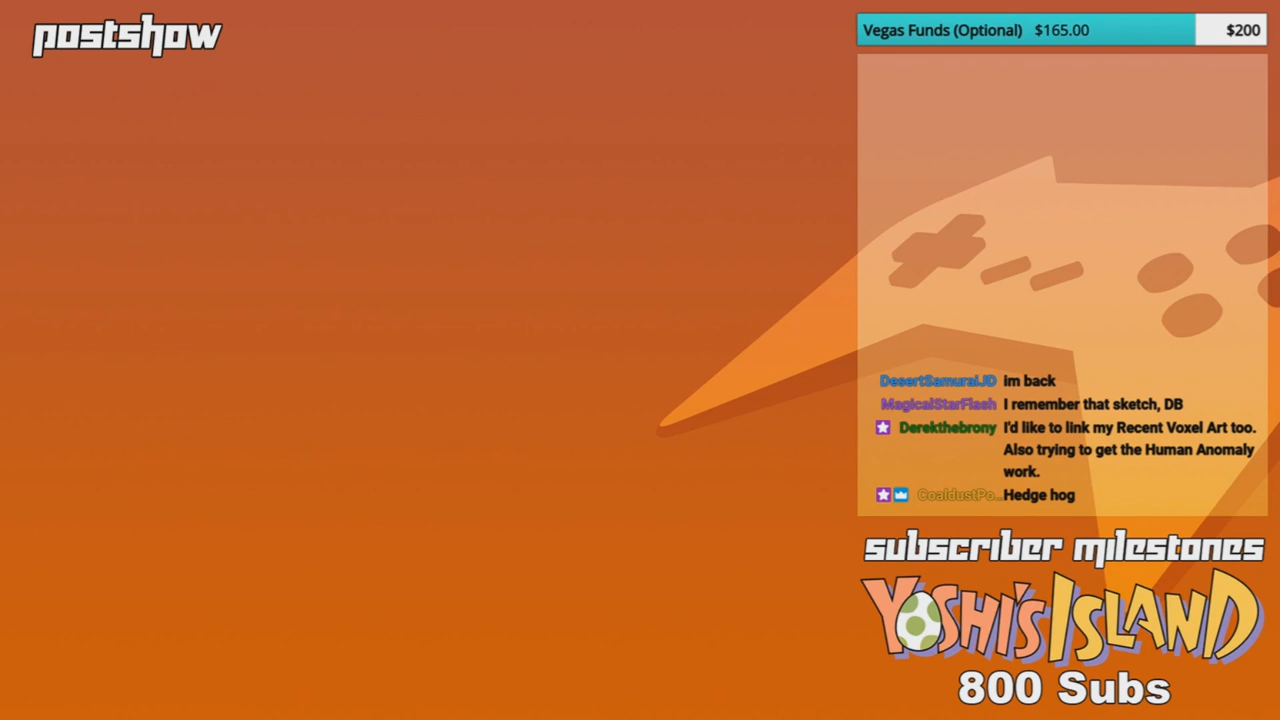 postshow
Vegas Funds (Optional) $165.00 $200
DesertSamuraiJD im back
MagicalStarFlash I remember that sketch, DB
Derekthebrony I'd like to link my Recent Voxel Art too.
Also trying to get the Human Anomaly
work.
CoaldustPo... Hedge hog
subscriber milestones
YOSHI'S ISLAND
800 Subs